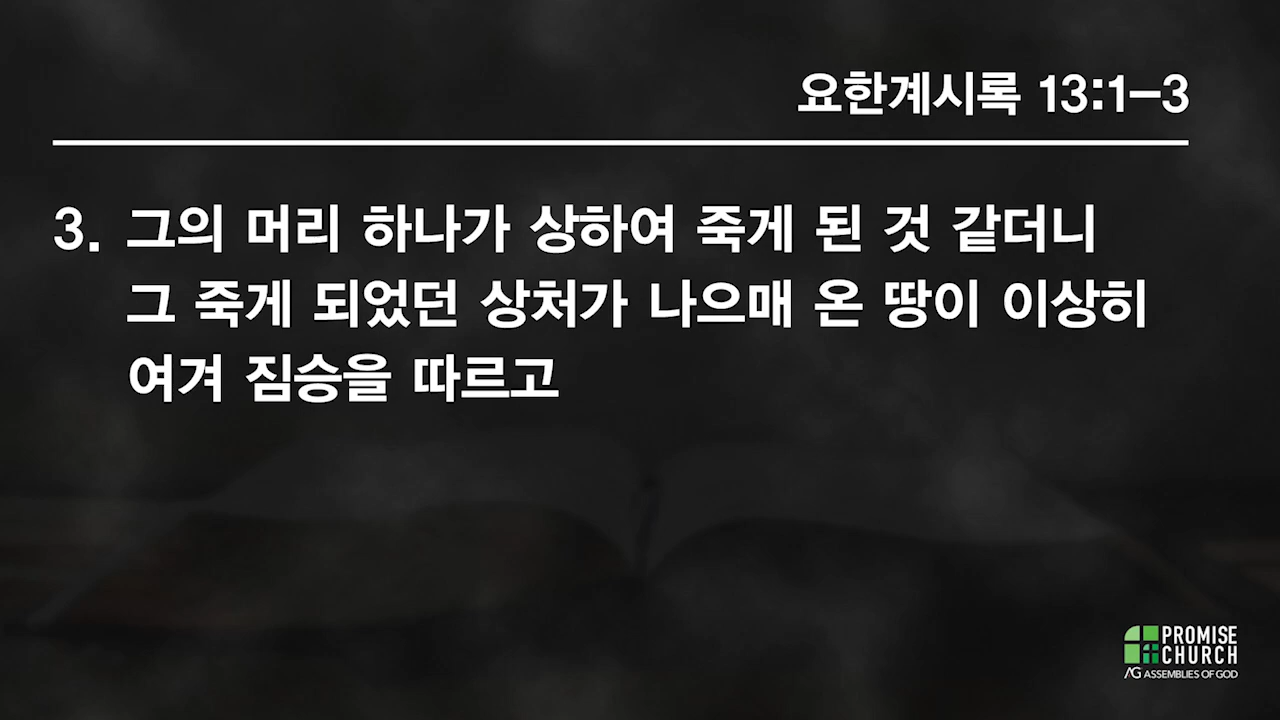 요한계시록 13:1-3
3. 그의 머리 하나가 상하여 죽게 된 것 같더니
그 죽게 되었던 상처가 나으매 온 땅이 이상히
여겨 짐승을 따르고
PROMISE
CHURCH
AG ASSEMBLIES OF GOD